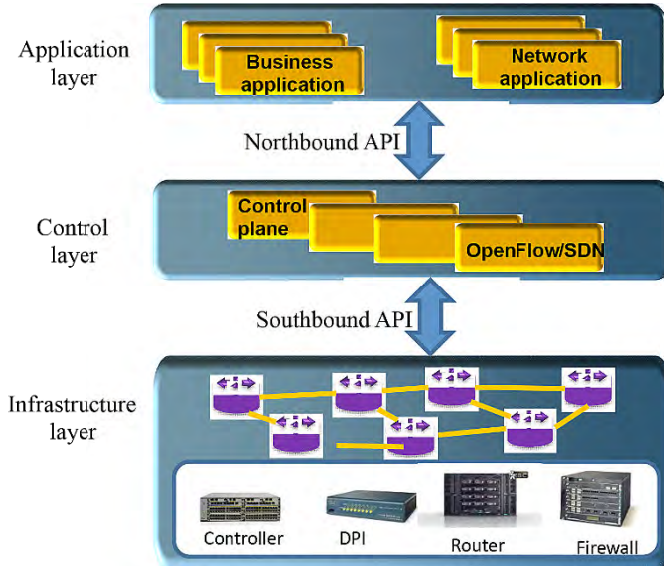 Application
layer
Business
application
Network
application
Northbound API
Control
layer
Control
plane
OpenFlow/SDN
Southbound API
Infrastructure
layer
Controller
DPI
Router
Firewall